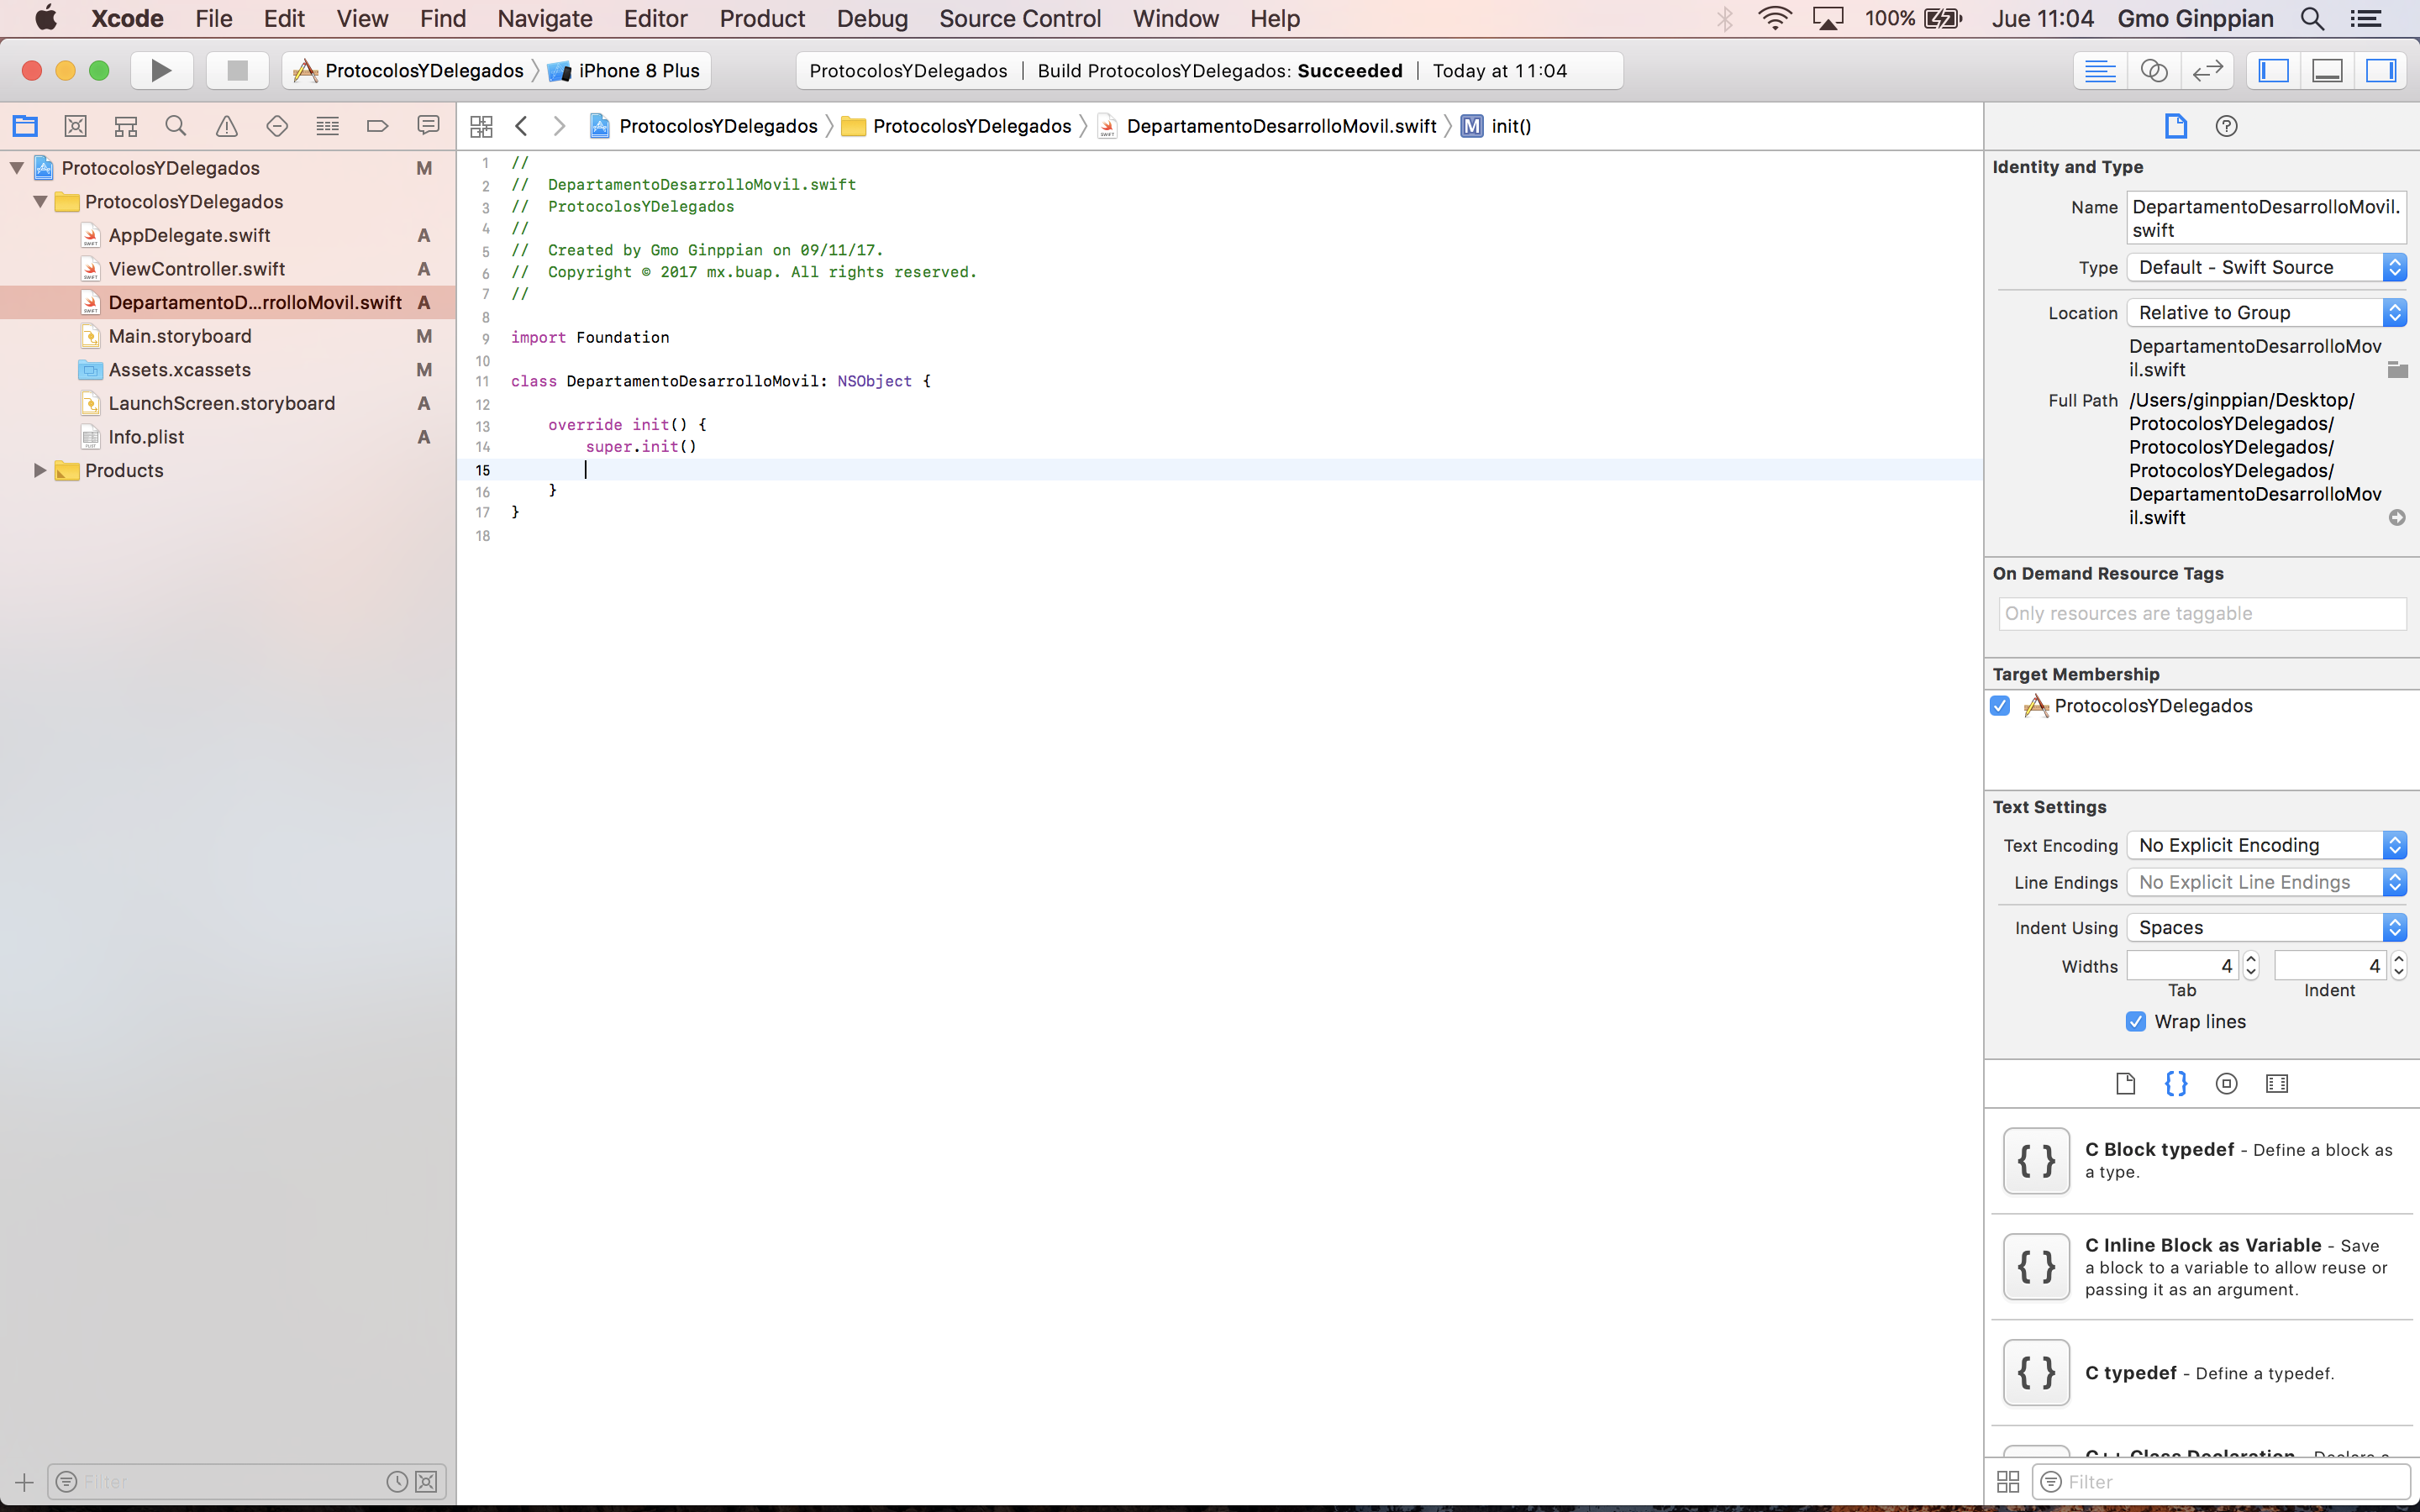 Xcode File Edit View Find Navigate Editor Product Debug Source Control Window Help 100% Jue 11:04 Gmo Ginppian
ProtocolosYDelegados iPhone 8 Plus ProtocolosYDelegados Build ProtocolosYDelegados: Succeeded Today at 11:04
ProtocolosYDelegados ProtocolosYDelegados DepartamentoDesarrolloMovil.swift M init()
ProtocolosYDelegados M
ProtocolosYDelegados
AppDelegate.swift A
ViewController.swift A
DepartamentoD...rrolloMovil.swift A
Main.storyboard M
Assets.xcassets M
LaunchScreen.storyboard A
Info.plist A
Products
Filter
1 //
2 //  DepartamentoDesarrolloMovil.swift
3 //  ProtocolosYDelegados
4 //
5 //  Created by Gmo Ginppian on 09/11/17.
6 //  Copyright © 2017 mx.buap. All rights reserved.
7 //
8
9 import Foundation
10
11 class DepartamentoDesarrolloMovil: NSObject {
12
13     override init() {
14         super.init()
15
16     }
17 }
18
Identity and Type
Name DepartamentoDesarrolloMovil.
swift
Type Default - Swift Source
Location Relative to Group
DepartamentoDesarrolloMov
il.swift
Full Path /Users/ginppian/Desktop/
ProtocolosYDelegados/
ProtocolosYDelegados/
ProtocolosYDelegados/
DepartamentoDesarrolloMov
il.swift
On Demand Resource Tags
Only resources are taggable
Target Membership
ProtocolosYDelegados
Text Settings
Text Encoding No Explicit Encoding
Line Endings No Explicit Line Endings
Indent Using Spaces
Widths 4 4
Tab Indent
Wrap lines
{ } C Block typedef - Define a block as
a type.
{ } C Inline Block as Variable - Save
a block to a variable to allow reuse or
passing it as an argument.
{ } C typedef - Define a typedef.
C++ Class Declaration - Declare a
Filter